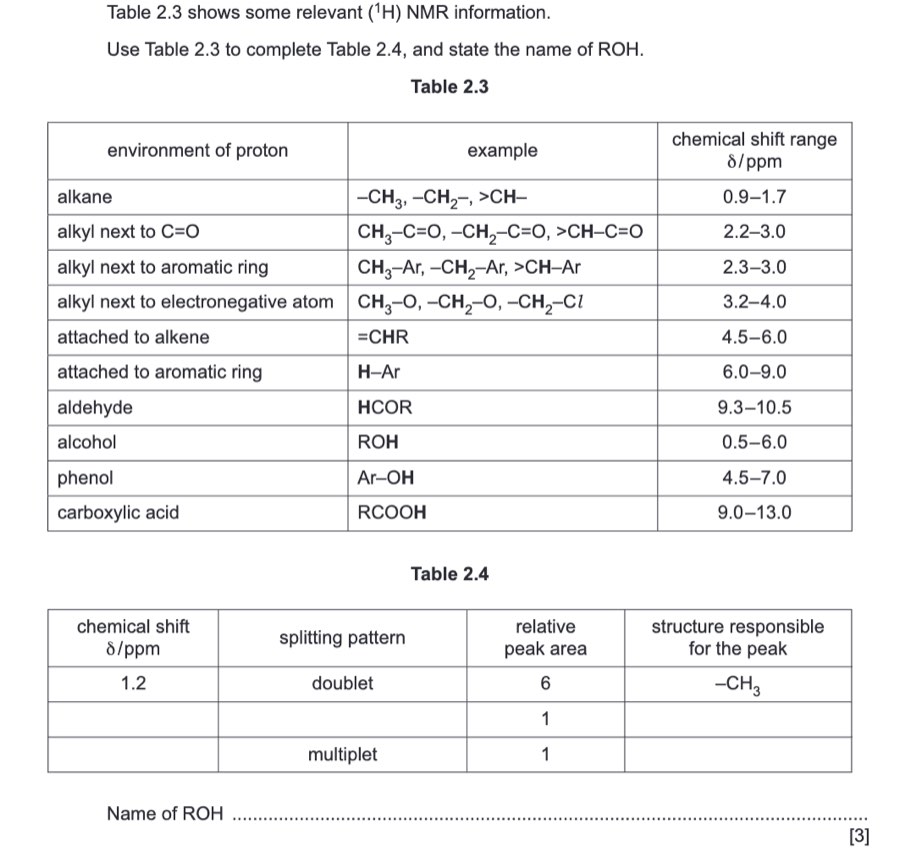 Table 2.3 shows some relevant (¹H) NMR information.
Use Table 2.3 to complete Table 2.4, and state the name of ROH.
Table 2.3
environment of proton example chemical shift range δ/ppm
alkane –CH₃, –CH₂–, >CH– 0.9–1.7
alkyl next to C=O CH₃–C=O, –CH₂–C=O, >CH–C=O 2.2–3.0
alkyl next to aromatic ring CH₃–Ar, –CH₂–Ar, >CH–Ar 2.3–3.0
alkyl next to electronegative atom CH₃–O, –CH₂–O, –CH₂–Cl 3.2–4.0
attached to alkene =CHR 4.5–6.0
attached to aromatic ring H–Ar 6.0–9.0
aldehyde HCOR 9.3–10.5
alcohol ROH 0.5–6.0
phenol Ar–OH 4.5–7.0
carboxylic acid RCOOH 9.0–13.0
Table 2.4
chemical shift δ/ppm splitting pattern relative peak area structure responsible for the peak
1.2 doublet 6 –CH₃
1
multiplet 1
Name of ROH ........................................................................................................................
[3]